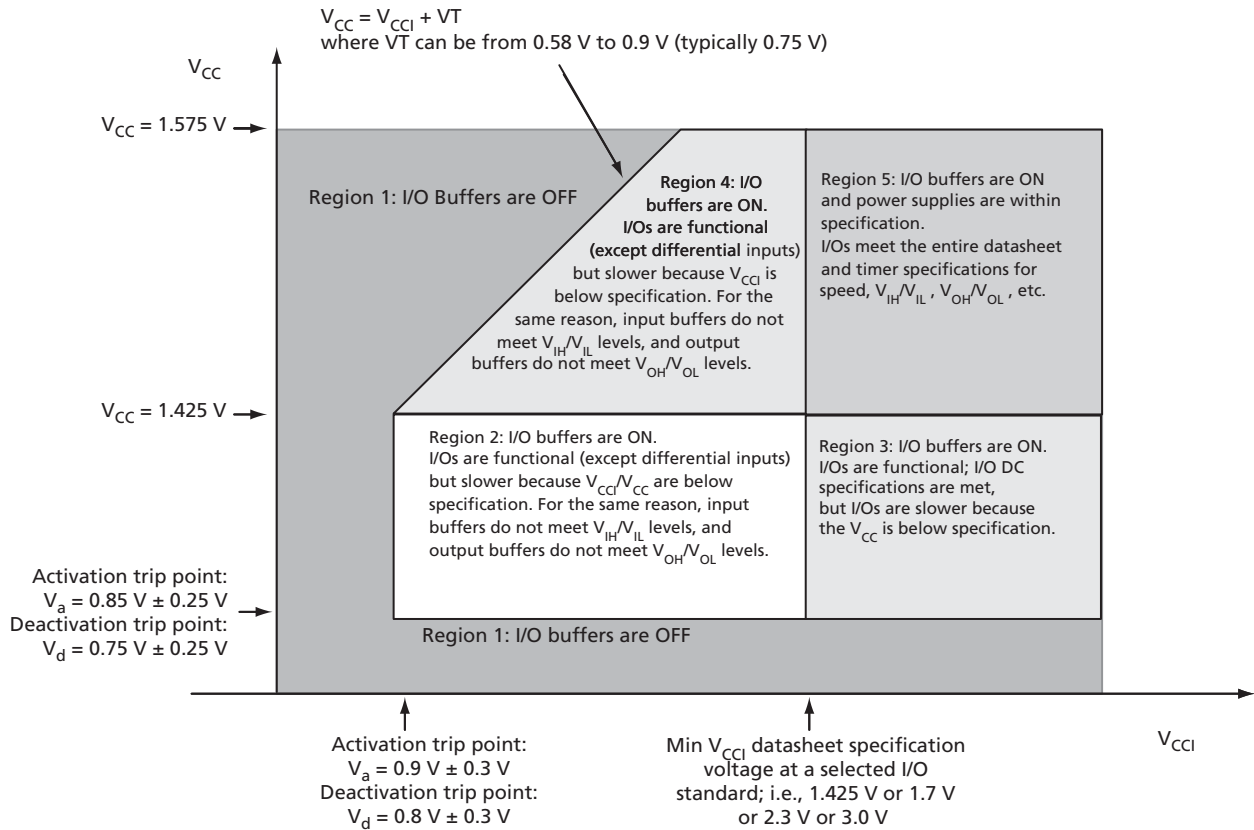 V_CC = V_CCI + VT
where VT can be from 0.58 V to 0.9 V (typically 0.75 V)
V_CC
V_CC = 1.575 V
Region 1: I/O Buffers are OFF
Region 4: I/O
buffers are ON.
I/Os are functional
(except differential inputs)
but slower because V_CCI is
below specification. For the
same reason, input buffers do not
meet V_IH/V_IL levels, and output
buffers do not meet V_OH/V_OL levels.
Region 5: I/O buffers are ON
and power supplies are within
specification.
I/Os meet the entire datasheet
and timer specifications for
speed, V_IH/V_IL , V_OH/V_OL , etc.
V_CC = 1.425 V
Region 2: I/O buffers are ON.
I/Os are functional (except differential inputs)
but slower because V_CCI/V_CC are below
specification. For the same reason, input
buffers do not meet V_IH/V_IL levels, and
output buffers do not meet V_OH/V_OL levels.
Region 3: I/O buffers are ON.
I/Os are functional; I/O DC
specifications are met,
but I/Os are slower because
the V_CC is below specification.
Activation trip point:
V_a = 0.85 V ± 0.25 V
Deactivation trip point:
V_d = 0.75 V ± 0.25 V
Region 1: I/O buffers are OFF
Activation trip point:
V_a = 0.9 V ± 0.3 V
Deactivation trip point:
V_d = 0.8 V ± 0.3 V
Min V_CCI datasheet specification
voltage at a selected I/O
standard; i.e., 1.425 V or 1.7 V
or 2.3 V or 3.0 V
V_CCI